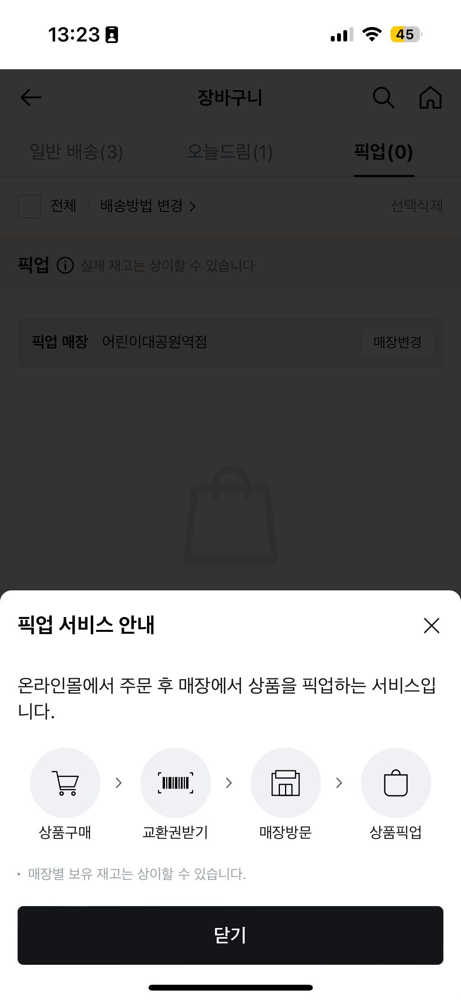 13:23
45
장바구니
일반 배송(3)
오늘드림(1)
픽업(0)
전체
배송방법 변경
선택삭제
픽업 실제 재고는 상이할 수 있습니다
픽업 매장
어린이대공원역점
매장변경
픽업 서비스 안내
온라인몰에서 주문 후 매장에서 상품을 픽업하는 서비스입
니다.
상품구매
교환권받기
매장방문
상품픽업
매장별 보유 재고는 상이할 수 있습니다.
닫기